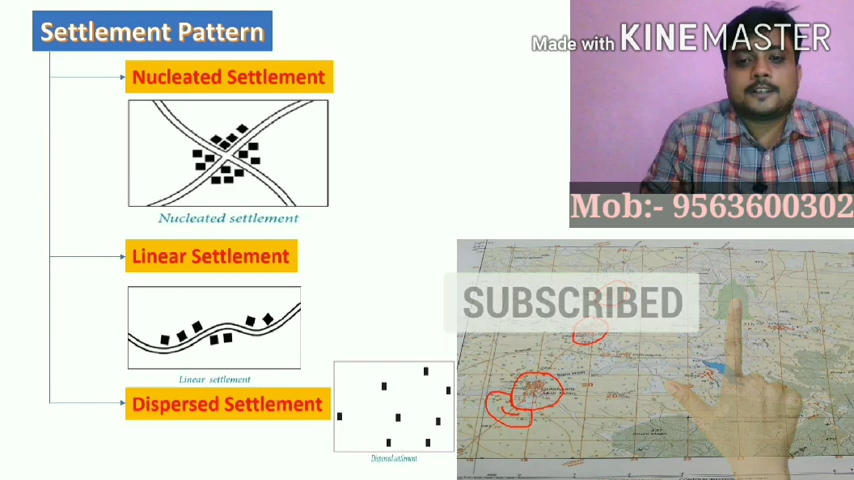 Settlement Pattern
Nucleated Settlement
Nucleated settlement
Linear Settlement
Linear settlement
Dispersed Settlement
Dispersed settlement
Made with KINEMASTER
Mob:- 9563600302
SUBSCRIBED